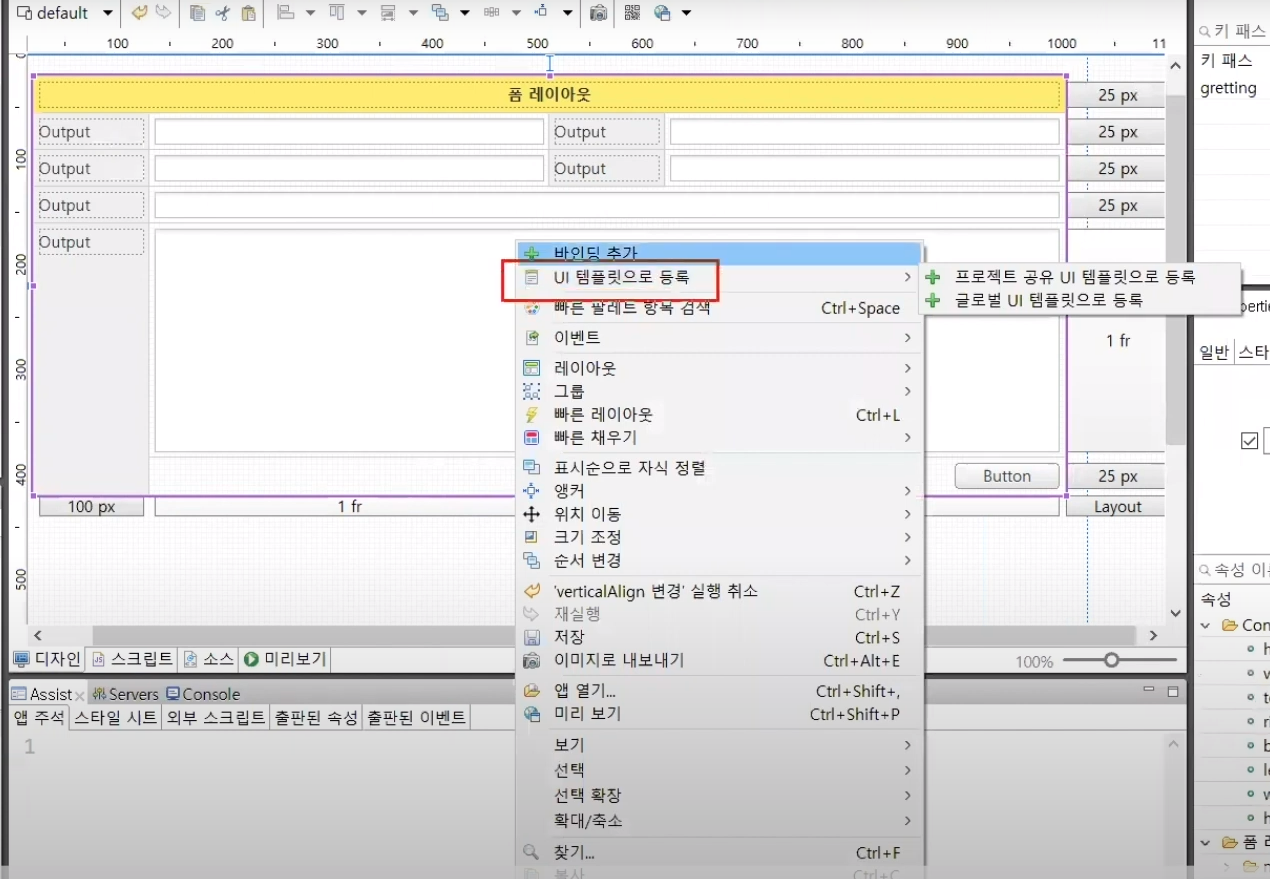 default
100 200 300 400 500 600 700 800 900 1000 11
키 패스
키 패스
gretting
0
100
200
300
400
500
폼 레이아웃
25 px
Output Output
25 px
Output Output
25 px
Output
25 px
Output
1 fr
Button
25 px
100 px 1 fr Layout
바인딩 추가
UI 템플릿으로 등록
프로젝트 공유 UI 템플릿으로 등록
글로벌 UI 템플릿으로 등록
빠른 팔레트 항목 검색 Ctrl+Space
이벤트
레이아웃
그룹
빠른 레이아웃 Ctrl+L
빠른 채우기
표시순으로 자식 정렬
앵커
위치 이동
크기 조정
순서 변경
'verticalAlign 변경' 실행 취소 Ctrl+Z
재실행 Ctrl+Y
저장 Ctrl+S
이미지로 내보내기 Ctrl+Alt+E
앱 열기... Ctrl+Shift+,
미리 보기 Ctrl+Shift+P
보기
선택
선택 확장
확대/축소
찾기... Ctrl+F
복사 Ctrl+C
디자인 스크립트 소스 미리보기
100%
Assist Servers Console
앱 주석 스타일 시트 외부 스크립트 출판된 속성 출판된 이벤트
1
일반 스타
속성 이
속성
Con
폼